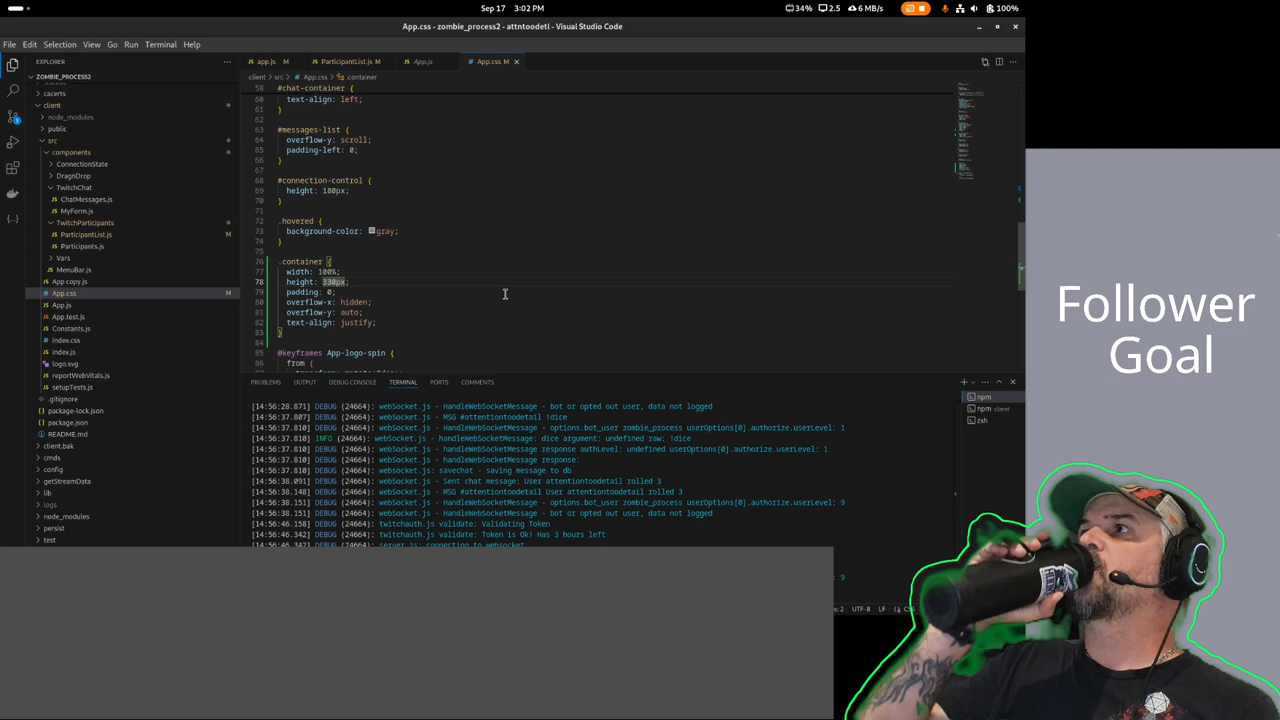 Sep 17 3:02 PM
34% 2.5 6 MB/s 100%
App.css - zombie_process2 - attntoodetl - Visual Studio Code
File Edit Selection View Go Run Terminal Help
EXPLORER
app.js M ParticipantList.js M App.js App.css M
ZOMBIE_PROCESS2
client > src > App.css > .container
cacerts
client
node_modules
public
src
components
ConnectionState
DragnDrop
TwitchChat
ChatMessages.js
MyForm.js
TwitchParticipants
ParticipantList.js M
Participants.js
Vars
MenuBar.js
App copy.js
App.css M
App.js
App.test.js
Constants.js
index.css
index.js
logo.svg
reportWebVitals.js
setupTests.js
.gitignore
package-lock.json
package.json
README.md
client.bak
cmds
config
getStreamData
lib
logs
node_modules
persist
test
58 #chat-container {
60 text-align: left;
61 }
62
63 #messages-list {
64 overflow-y: scroll;
65 padding-left: 0;
66 }
67
68 #connection-control {
69 height: 180px;
70 }
71
72 .hovered {
73 background-color: gray;
74 }
75
76 .container {
77 width: 100%;
78 height: 330px;
79 padding: 0;
80 overflow-x: hidden;
81 overflow-y: auto;
82 text-align: justify;
83 }
84
85 @keyframes App-logo-spin {
86 from {
PROBLEMS OUTPUT DEBUG CONSOLE TERMINAL PORTS COMMENTS
npm
npm client
zsh
[14:56:28.871] DEBUG (24664): webSocket.js - HandleWebSocketMessage - bot or opted out user, data not logged
[14:56:37.807] DEBUG (24664): webSocket.js - MSG #attentiontoodetail !dice
[14:56:37.810] DEBUG (24664): webSocket.js - HandleWebSocketMessage - options.bot_user zombie_process userOptions[0].authorize.userLevel: 1
[14:56:37.810] INFO (24664): webSocket.js - handleWebSocketMessage: dice argument: undefined raw: !dice
[14:56:37.810] DEBUG (24664): webSocket.js - handleWebSocketMessage response authLevel: undefined userOptions[0].authorize.userLevel: 1
[14:56:37.810] DEBUG (24664): webSocket.js - handleWebSocketMessage response:
[14:56:37.810] DEBUG (24664): webSocket.js: savechat - saving message to db
[14:56:38.091] DEBUG (24664): webSocket.js - Sent chat message: User attentiontoodetail rolled 3
[14:56:38.148] DEBUG (24664): webSocket.js - MSG #attentiontoodetail User attentiontoodetail rolled 3
[14:56:38.151] DEBUG (24664): webSocket.js - HandleWebSocketMessage - options.bot_user zombie_process userOptions[0].authorize.userLevel: 9
[14:56:38.151] DEBUG (24664): webSocket.js - HandleWebSocketMessage - bot or opted out user, data not logged
[14:56:46.158] DEBUG (24664): twitchauth.js validate: Validating Token
[14:56:46.342] DEBUG (24664): twitchauth.js validate: Token is Ok! Has 3 hours left
[14:56:46.342] DEBUG (24664): server.js: connecting to websocket
: 9
UTF-8 LF
Follower
Goal